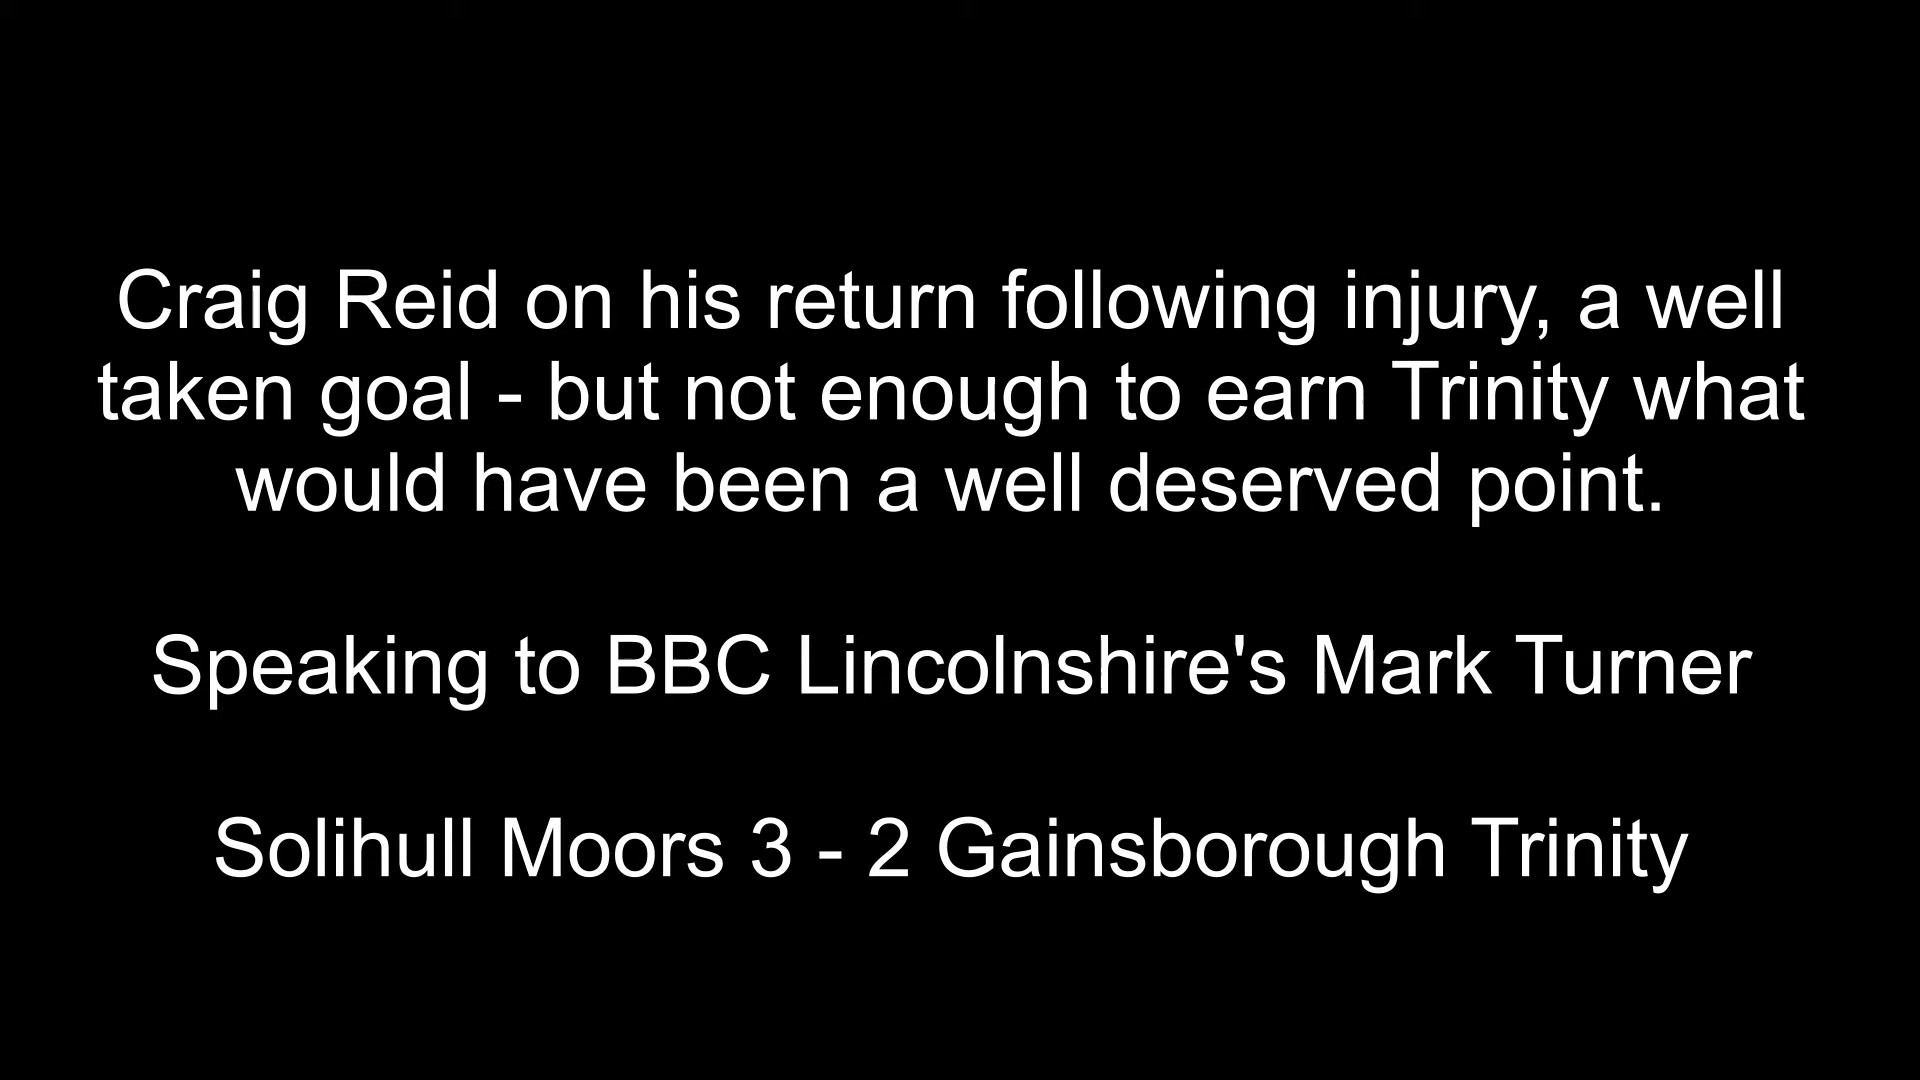 Craig Reid on his return following injury, a well
taken goal - but not enough to earn Trinity what
would have been a well deserved point.
Speaking to BBC Lincolnshire's Mark Turner
Solihull Moors 3 - 2 Gainsborough Trinity